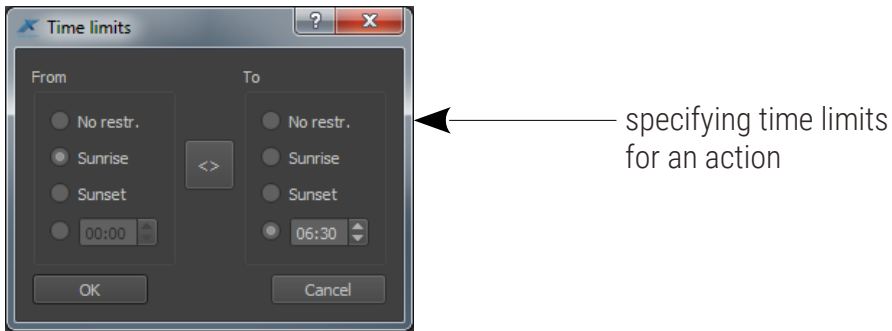 Time limits
?
x
From
To
No restr.
No restr.
Sunrise
<>
Sunrise
Sunset
Sunset
00:00
06:30
OK
Cancel
specifying time limits
for an action